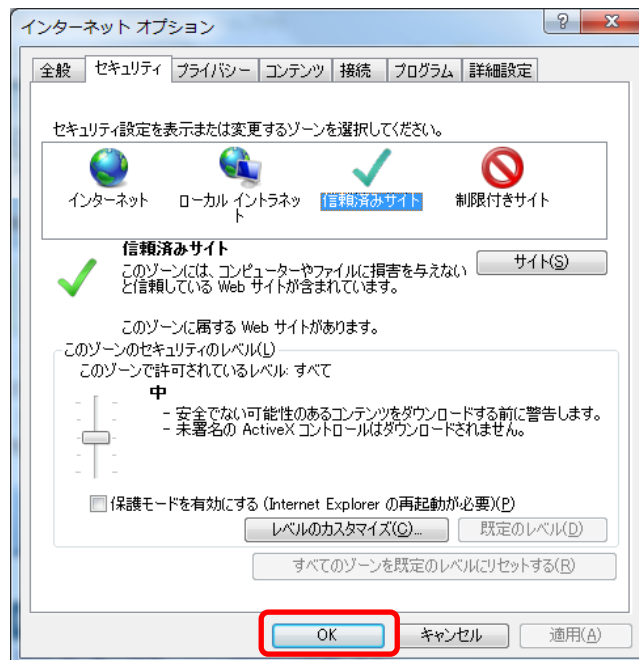 インターネット オプション
全般 セキュリティ プライバシー コンテンツ 接続 プログラム 詳細設定
セキュリティ設定を表示または変更するゾーンを選択してください。
インターネット ローカル イントラネッ 信頼済みサイト 制限付きサイト
ト
信頼済みサイト
このゾーンには、コンピューターやファイルに損害を与えない サイト(S)
と信頼している Web サイトが含まれています。
このゾーンに属する Web サイトがあります。
このゾーンのセキュリティのレベル(L)
このゾーンで許可されているレベル: すべて
中
- 安全でない可能性のあるコンテンツをダウンロードする前に警告します。
- 未署名の ActiveX コントロールはダウンロードされません。
保護モードを有効にする (Internet Explorer の再起動が必要)(P)
レベルのカスタマイズ(C)... 既定のレベル(D)
すべてのゾーンを既定のレベルにリセットする(R)
OK キャンセル 適用(A)